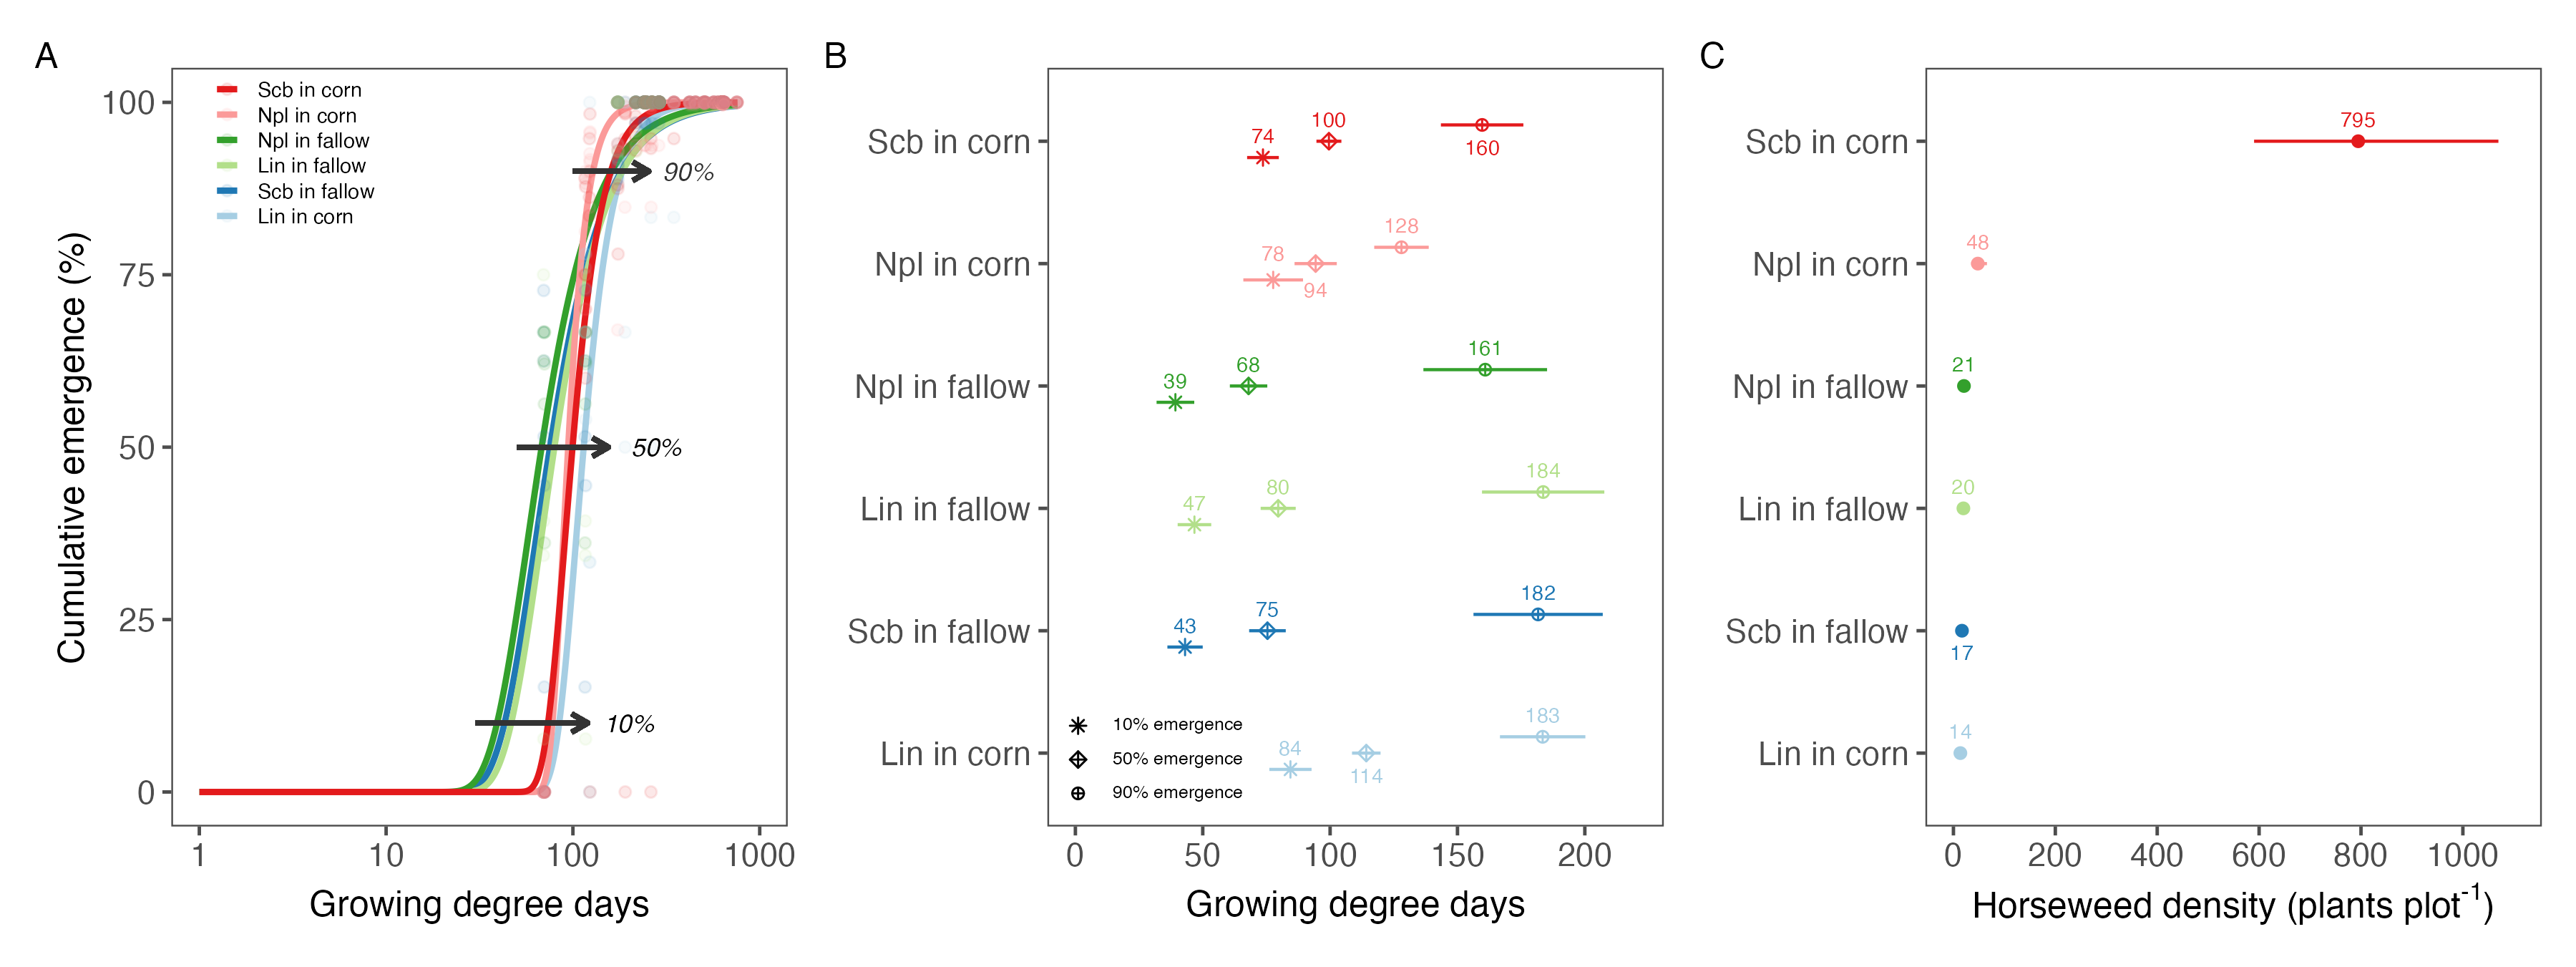 A
100
75
50
25
0
Cumulative emergence (%)
Scb in corn
Npl in corn
Npl in fallow
Lin in fallow
Scb in fallow
Lin in corn
90%
50%
10%
1
10
100
1000
Growing degree days
B
Scb in corn
74
100
160
Npl in corn
78
94
128
Npl in fallow
39
68
161
Lin in fallow
47
80
184
Scb in fallow
43
75
182
Lin in corn
84
114
183
10% emergence
50% emergence
90% emergence
0
50
100
150
200
Growing degree days
C
Scb in corn
795
Npl in corn
48
Npl in fallow
21
Lin in fallow
20
Scb in fallow
17
Lin in corn
14
0
200
400
600
800
1000
Horseweed density (plants plot⁻¹)